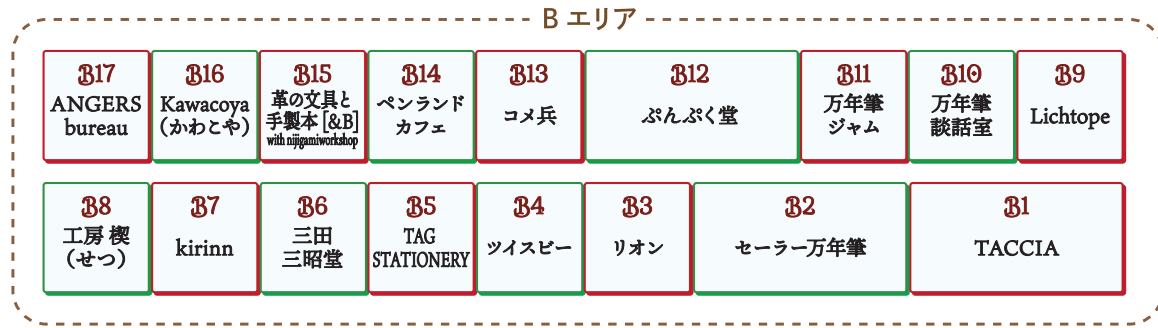 B エリア
B17
ANGERS
bureau
B16
Kawacoya
（かわこや）
B15
革の文具と
手製本 [&B]
with nijigamiworkshop
B14
ペンランド
カフェ
B13
コメ兵
B12
ぷんぷく堂
B11
万年筆
ジャム
B10
万年筆
談話室
B9
Lichtope
B8
工房 楔
（せつ）
B7
kirinn
B6
三田
三昭堂
B5
TAG
STATIONERY
B4
ツイスビー
B3
リオン
B2
セーラー万年筆
B1
TACCIA